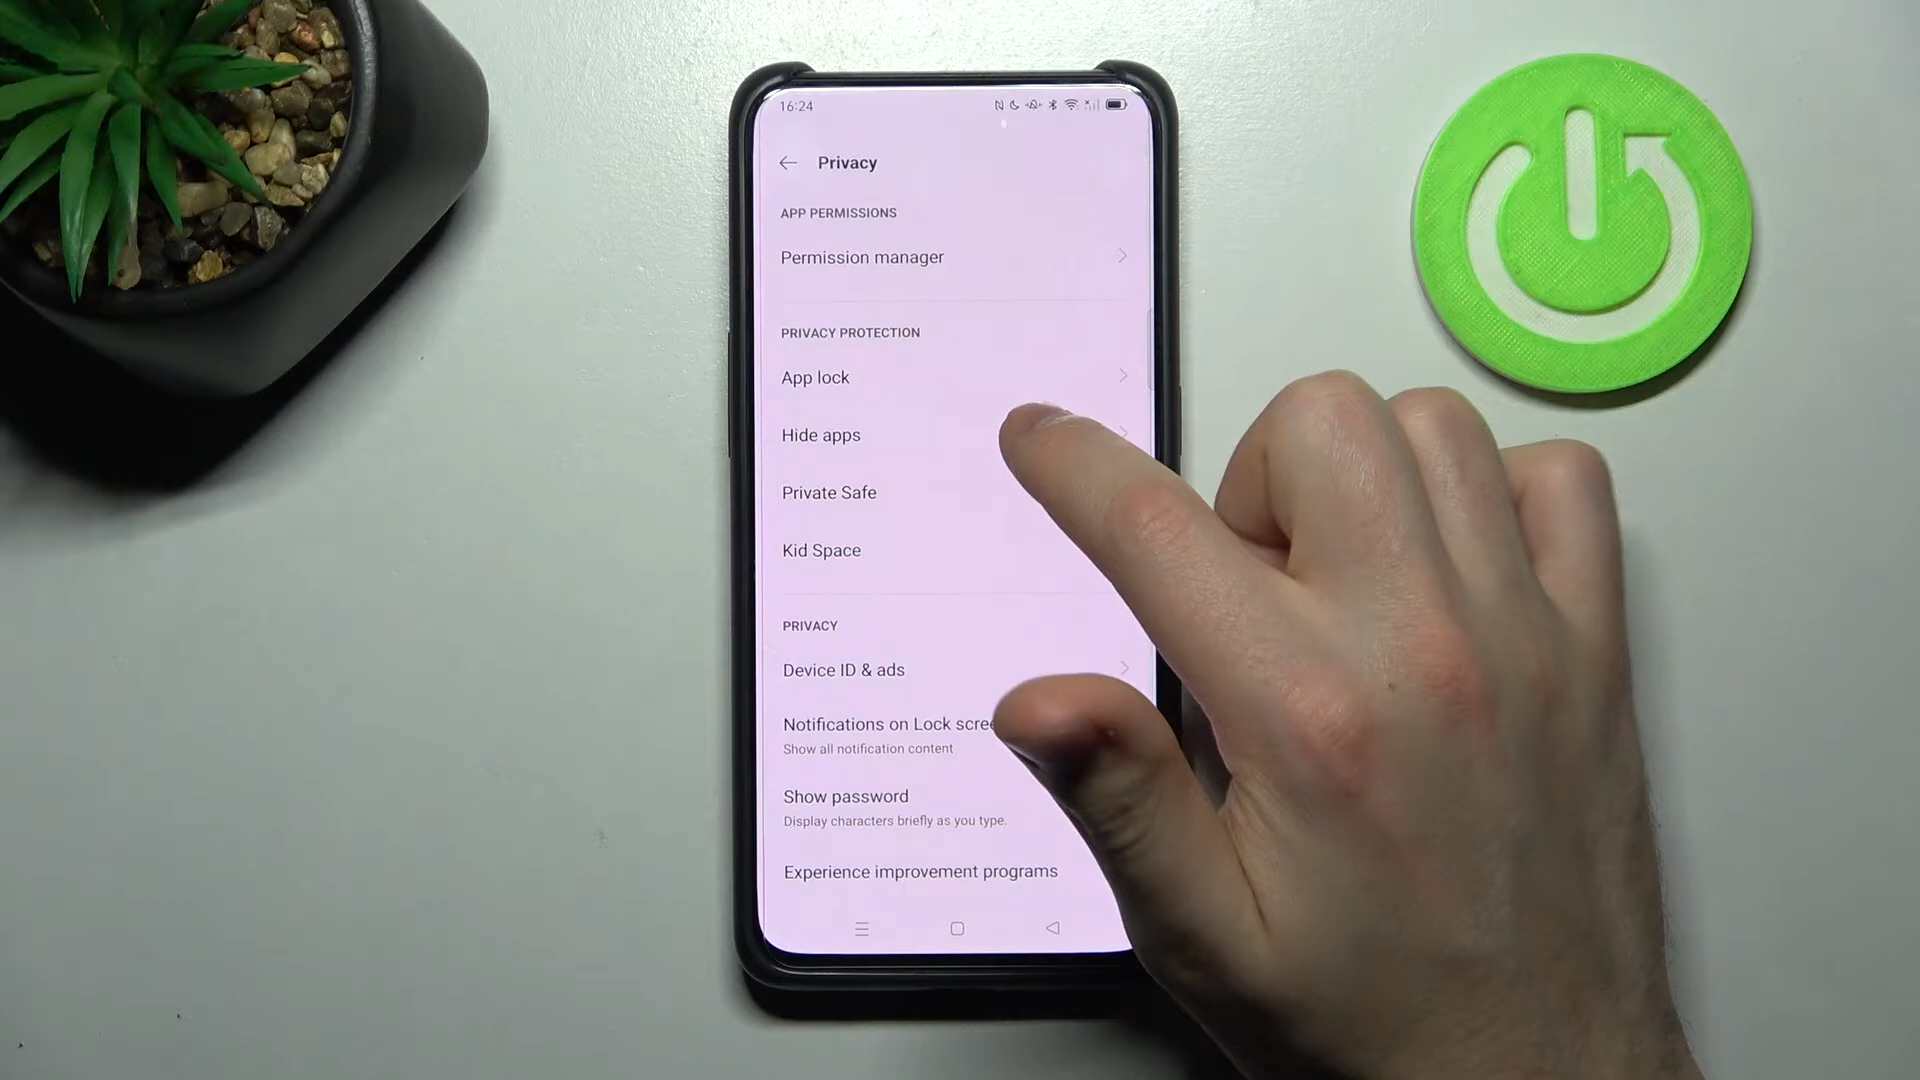 16:24
Privacy
APP PERMISSIONS
Permission manager
PRIVACY PROTECTION
App lock
Hide apps
Private Safe
Kid Space
PRIVACY
Device ID & ads
Notifications on Lock scree
Show all notification content
Show password
Display characters briefly as you type.
Experience improvement programs